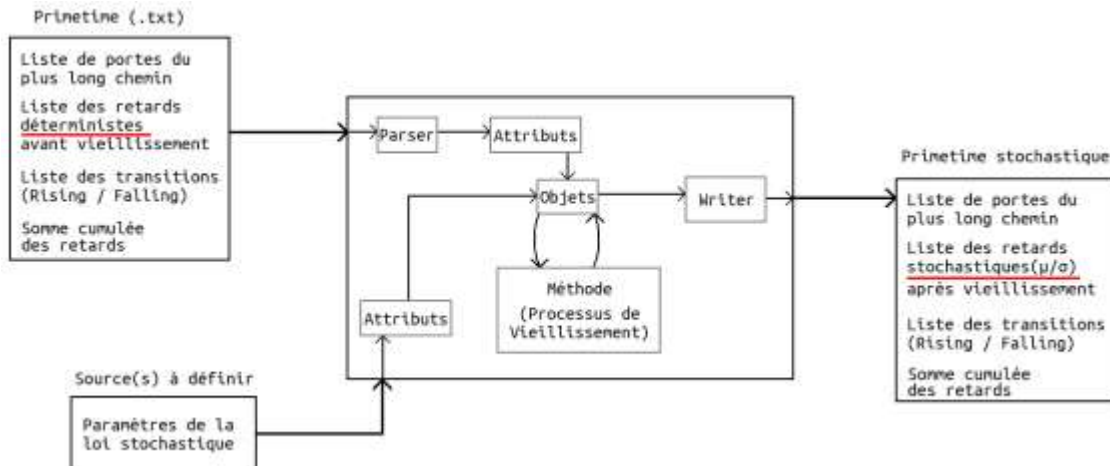 Primetime (.txt)
Liste de portes du
plus long chemin
Liste des retards
déterministes
avant vieillissement
Liste des transitions
(Rising / Falling)
Somme cumulée
des retards
Parser
Attributs
Objets
Writer
Méthode
(Processus de
Vieillissement)
Attributs
Source(s) à définir
Paramètres de la
loi stochastique
Primetime stochastique
Liste de portes du
plus long chemin
Liste des retards
stochastiques(μ/σ)
après vieillissement
Liste des transitions
(Rising / Falling)
Somme cumulée
des retards